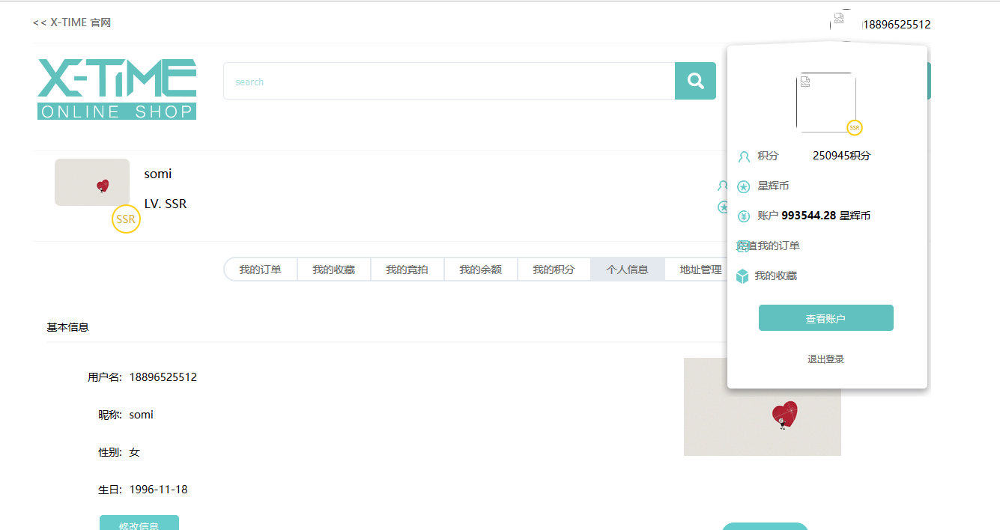 << X-TIME 官网
18896525512
X-TIME
ONLINE SHOP
search
SSR
积分 250945积分
星辉币
账户 993544.28 星辉币
充值我的订单
我的收藏
查看账户
退出登录
somi
LV. SSR
SSR
我的订单 我的收藏 我的竞拍 我的余额 我的积分 个人信息 地址管理
基本信息
用户名: 18896525512
昵称: somi
性别: 女
生日: 1996-11-18
修改信息